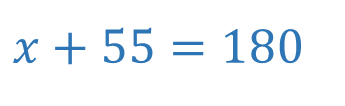 x + 55 = 180